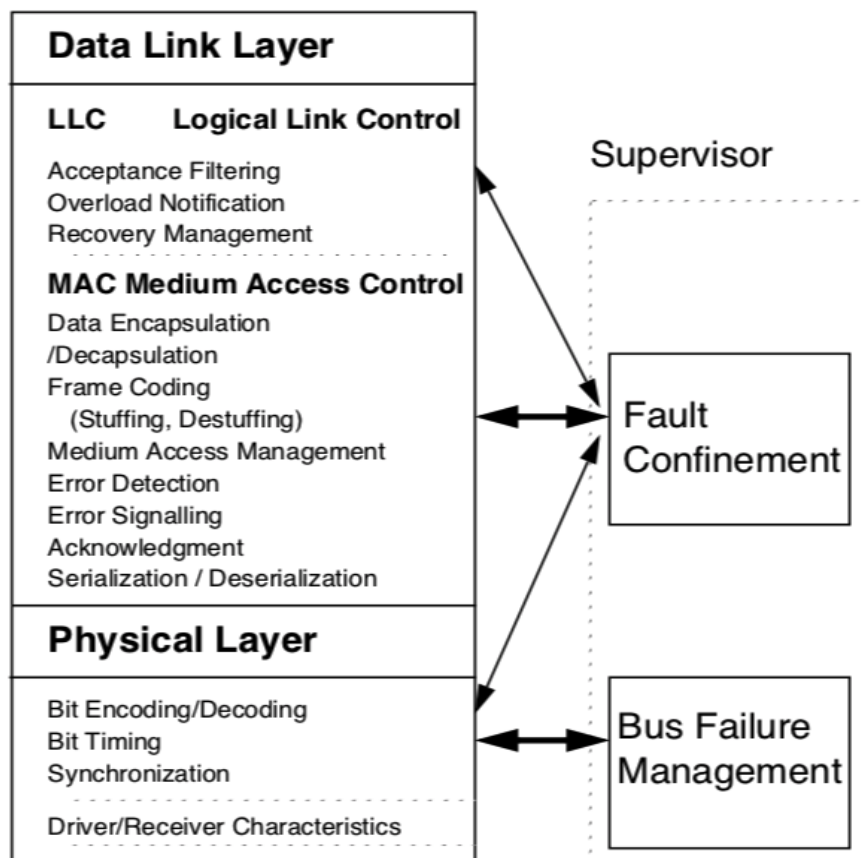 Data Link Layer
LLC Logical Link Control
Acceptance Filtering
Overload Notification
Recovery Management
MAC Medium Access Control
Data Encapsulation
/Decapsulation
Frame Coding
(Stuffing, Destuffing)
Medium Access Management
Error Detection
Error Signalling
Acknowledgment
Serialization / Deserialization
Physical Layer
Bit Encoding/Decoding
Bit Timing
Synchronization
Driver/Receiver Characteristics
Supervisor
Fault
Confinement
Bus Failure
Management